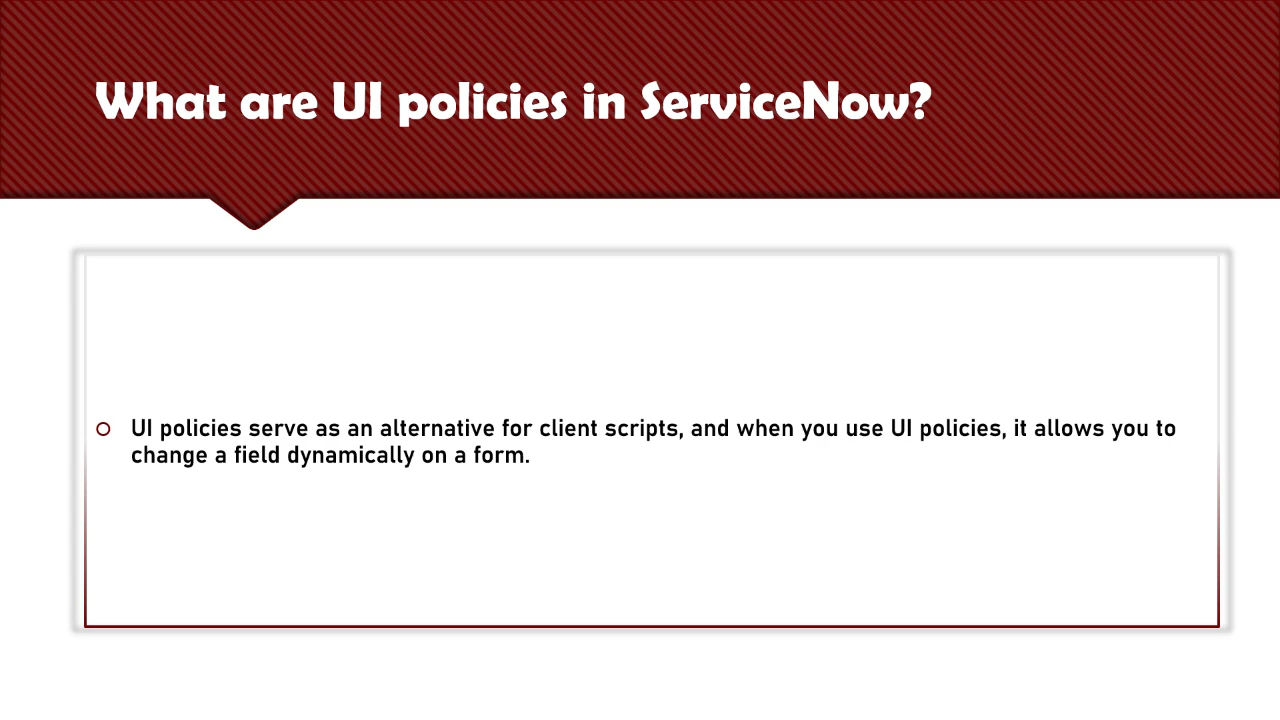 What are UI policies in ServiceNow?
UI policies serve as an alternative for client scripts, and when you use UI policies, it allows you to
change a field dynamically on a form.